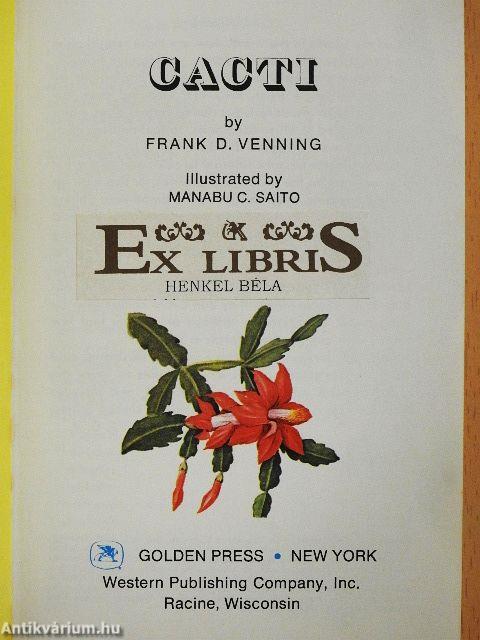 CACTI
by
FRANK D. VENNING
Illustrated by
MANABU C. SAITO
EX LIBRIS
HENKEL BÉLA
GOLDEN PRESS • NEW YORK
Western Publishing Company, Inc.
Racine, Wisconsin
Antikvárium.hu